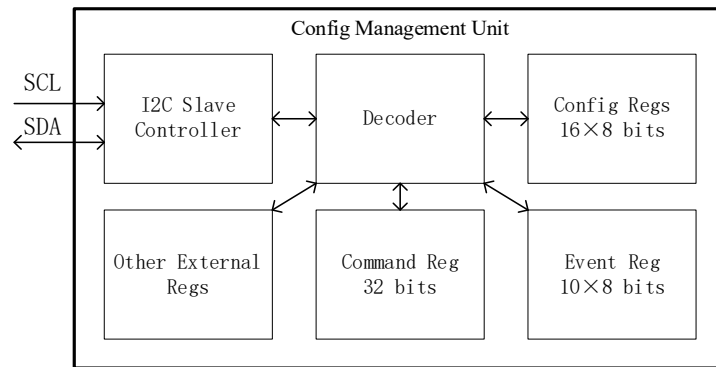 Config Management Unit
SCL
SDA
I2C Slave
Controller
Decoder
Config Regs
16×8 bits
Other External
Regs
Command Reg
32 bits
Event Reg
10×8 bits